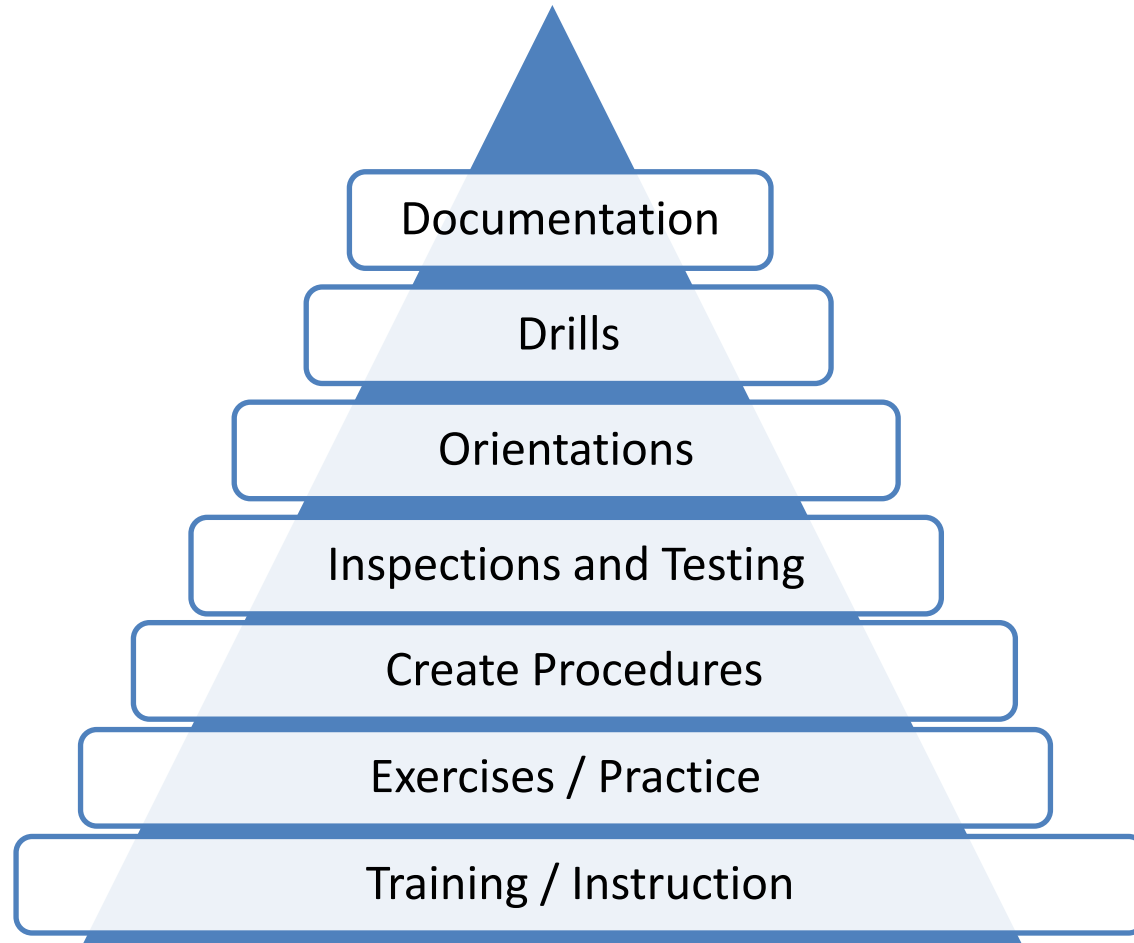 Documentation
Drills
Orientations
Inspections and Testing
Create Procedures
Exercises / Practice
Training / Instruction